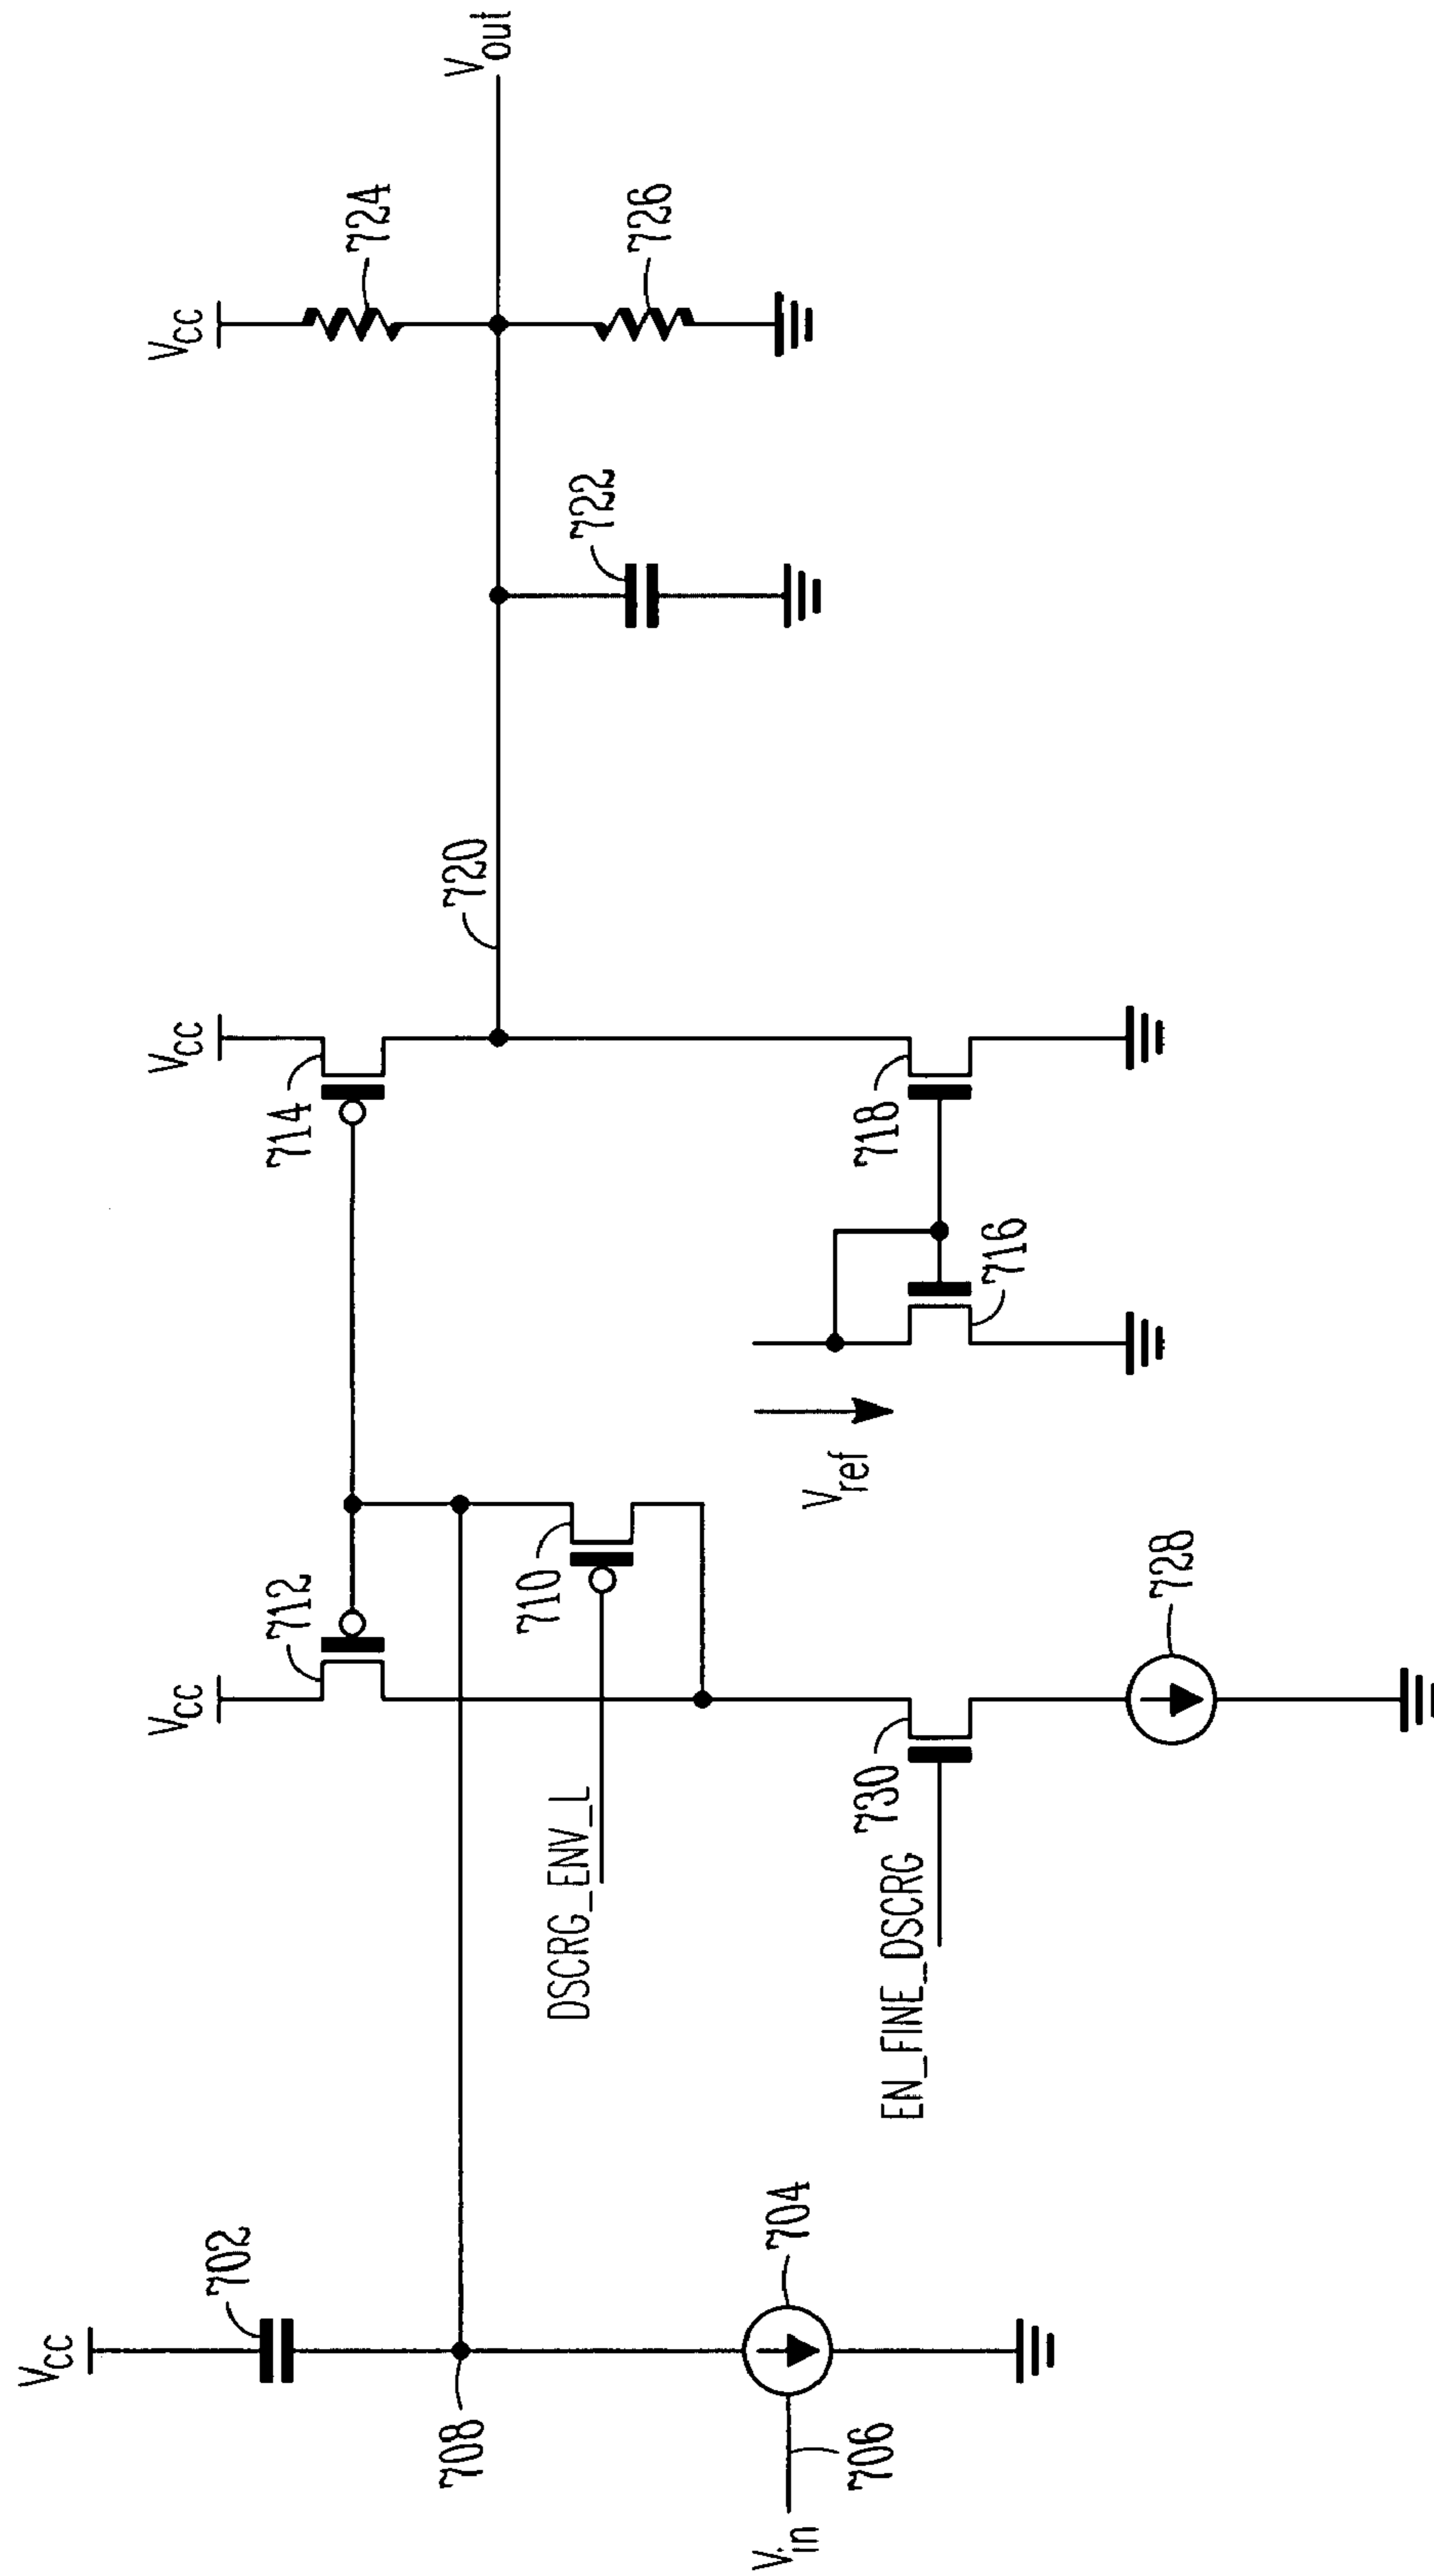 Vcc
702
708
Vin
706
704
Vcc
712
710
DSCRG_ENV_L
EN_FINE_DSCRG
730
728
Vref
716
Vcc
714
718
720
722
Vcc
724
726
Vout